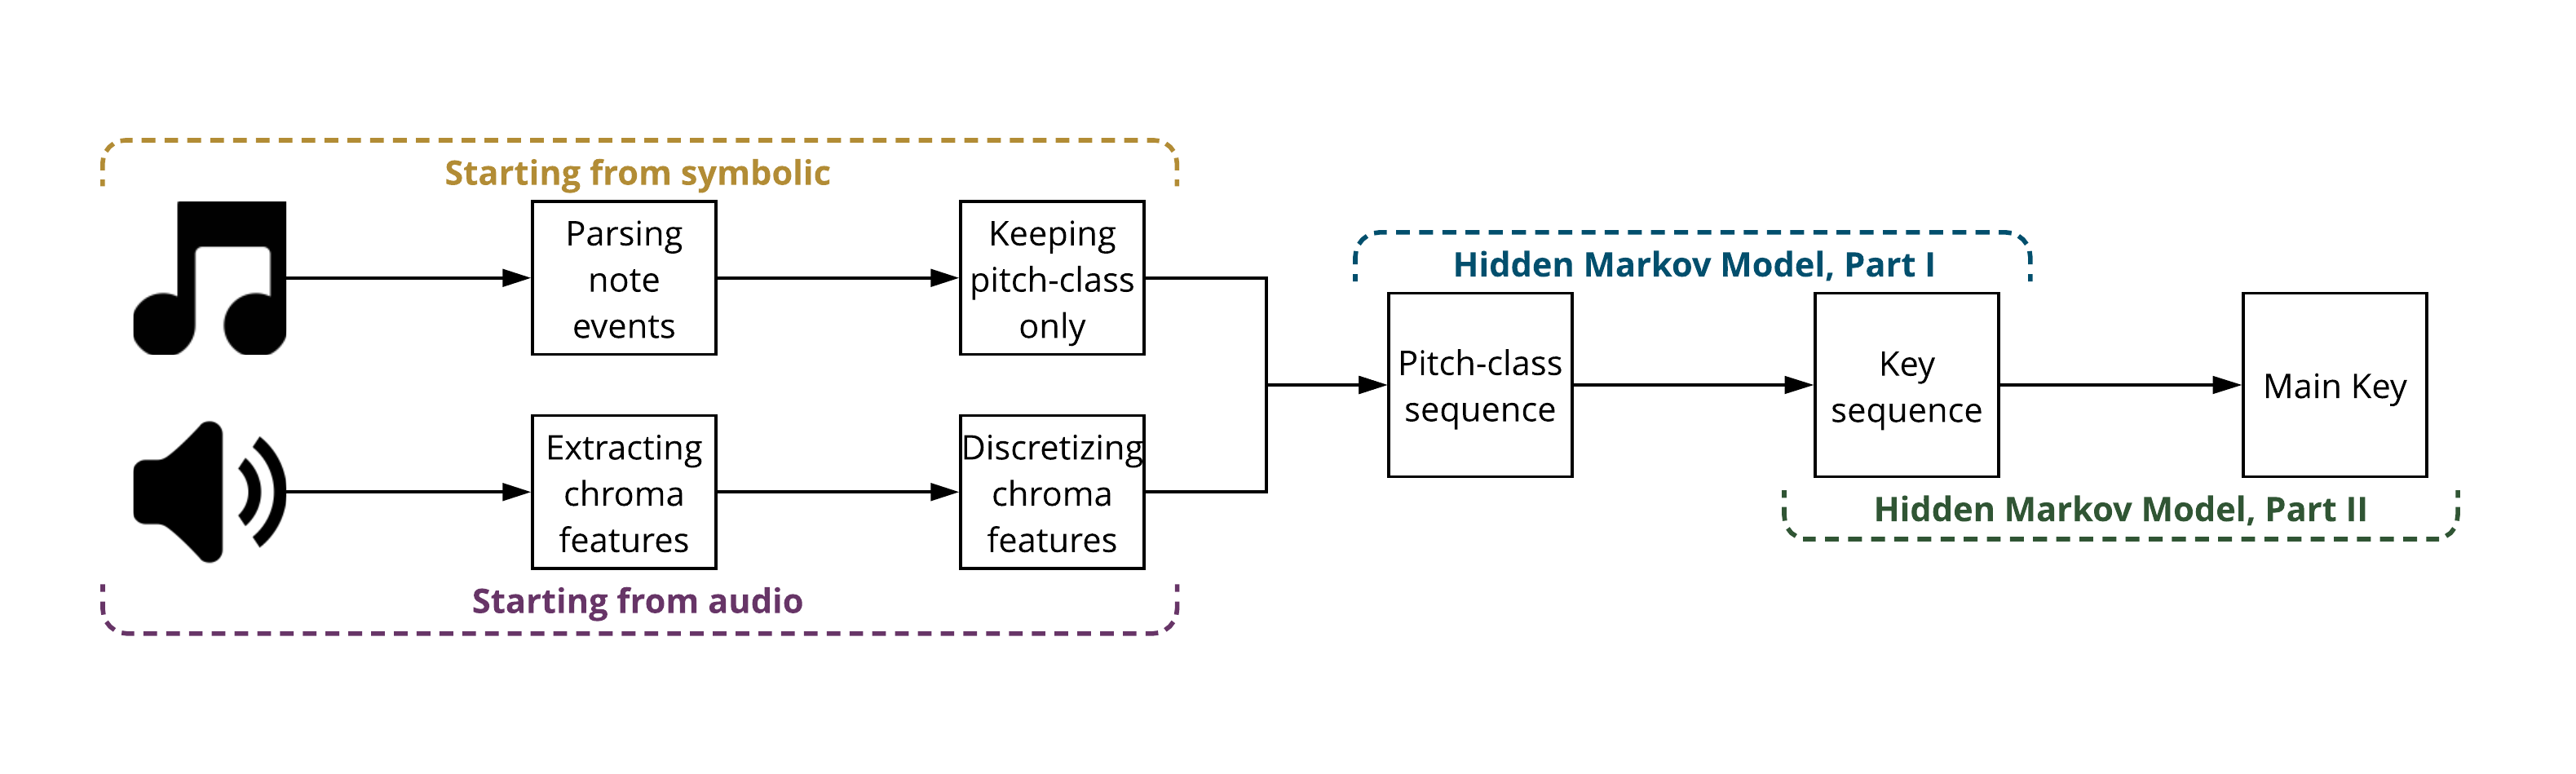 Starting from symbolic
Parsing
note
events
Keeping
pitch-class
only
Extracting
chroma
features
Discretizing
chroma
features
Starting from audio
Hidden Markov Model, Part I
Pitch-class
sequence
Key
sequence
Main Key
Hidden Markov Model, Part II